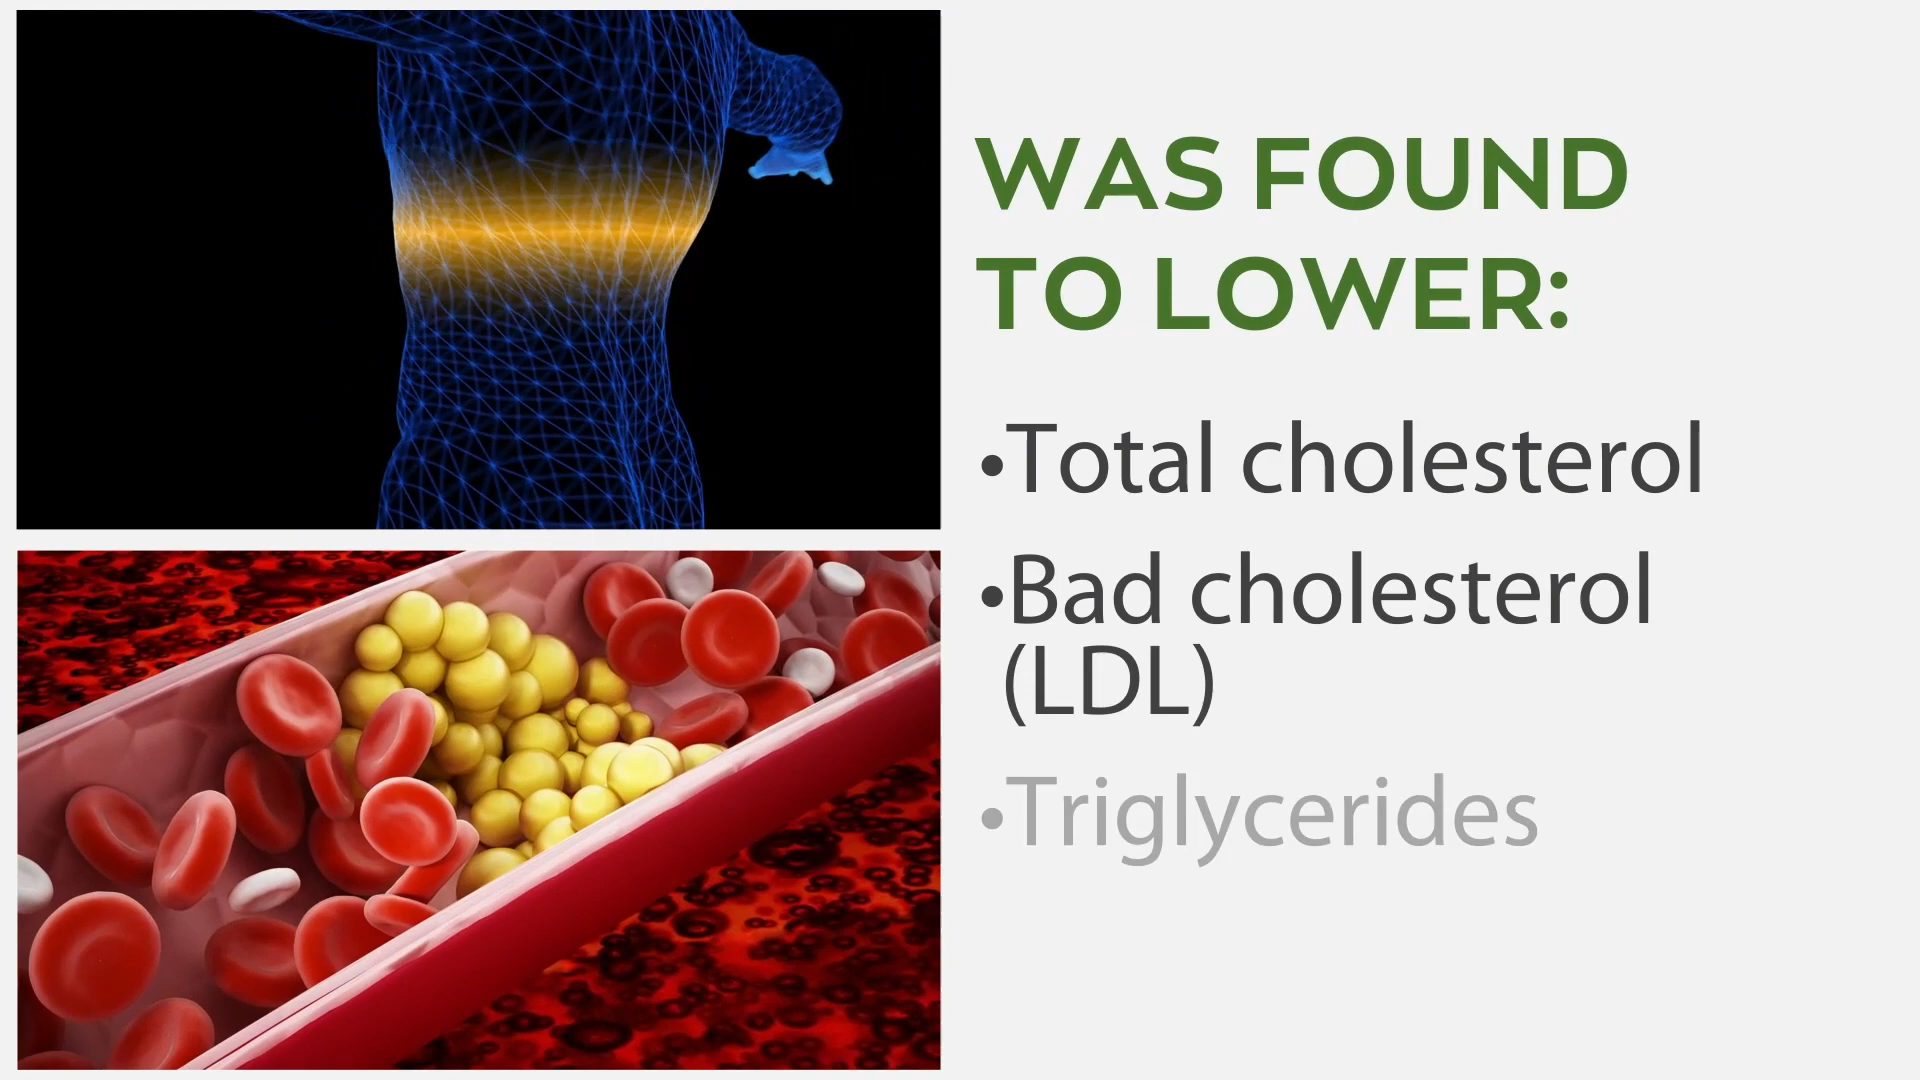 WAS FOUND
TO LOWER:
•Total cholesterol
•Bad cholesterol
(LDL)
•Triglycerides